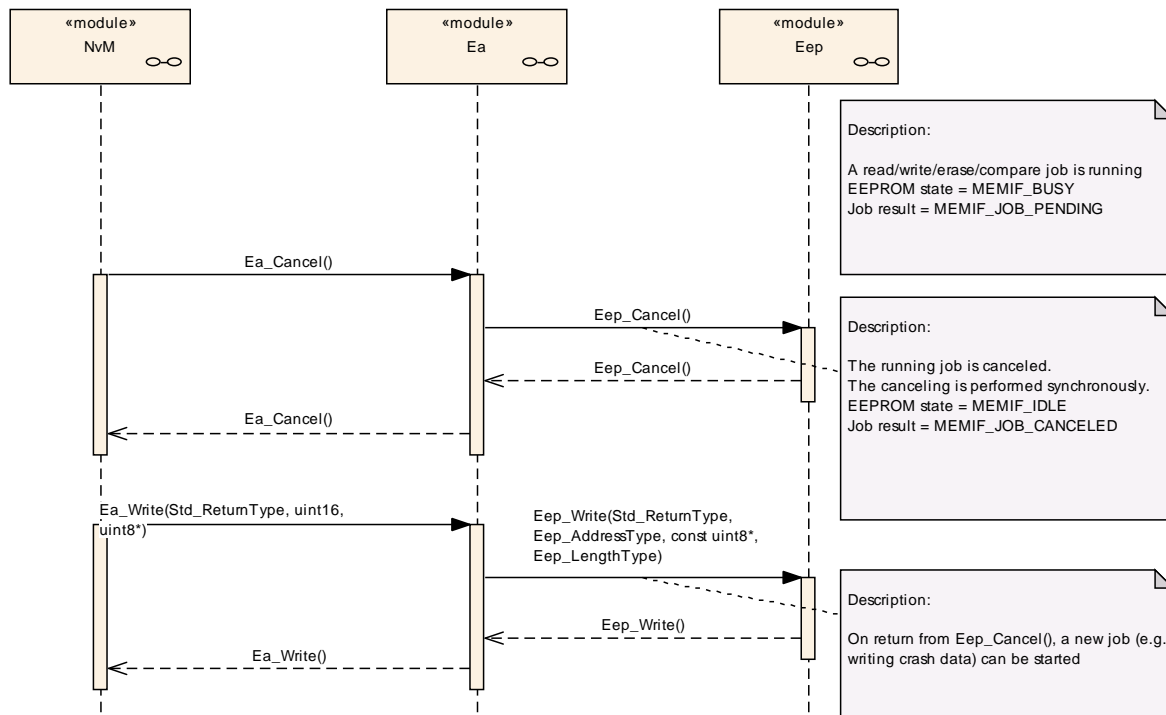 «module»
NvM
«module»
Ea
«module»
Eep
Description:
A read/write/erase/compare job is running
EEPROM state = MEMIF_BUSY
Job result = MEMIF_JOB_PENDING
Ea_Cancel()
Eep_Cancel()
Description:
The running job is canceled.
The canceling is performed synchronously.
EEPROM state = MEMIF_IDLE
Job result = MEMIF_JOB_CANCELED
Eep_Cancel()
Ea_Cancel()
Ea_Write(Std_ReturnType, uint16,
uint8*)
Eep_Write(Std_ReturnType,
Eep_AddressType, const uint8*,
Eep_LengthType)
Description:
On return from Eep_Cancel(), a new job (e.g.
writing crash data) can be started
Eep_Write()
Ea_Write()